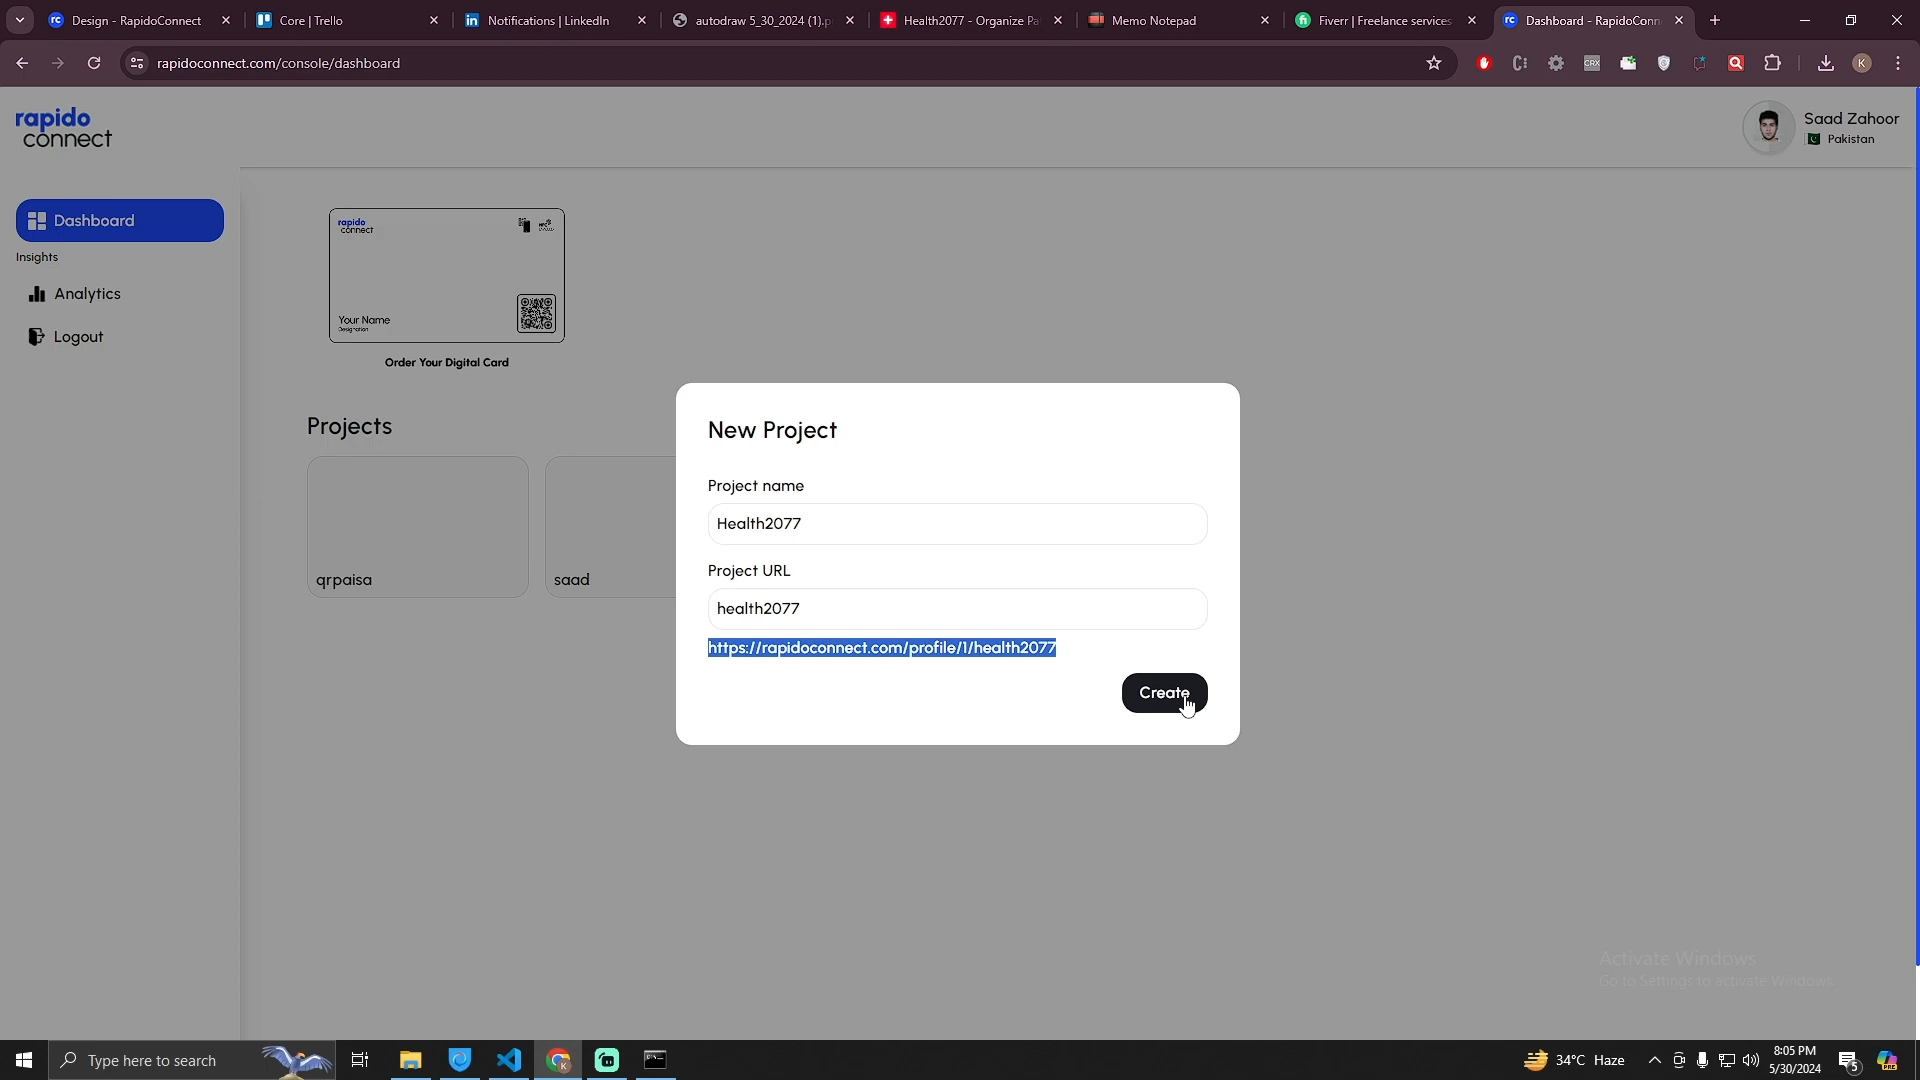 Design - RapidoConnect
Core | Trello
Notifications | LinkedIn
autodraw 5_30_2024 (1).p
Health2077 - Organize Pa
Memo Notepad
Fiverr | Freelance services
Dashboard - RapidoConn
rapidoconnect.com/console/dashboard
CRX
K
rapido
connect
Saad Zahoor
Pakistan
Dashboard
Insights
Analytics
Logout
rapido
connect
Your Name
Designation
Order Your Digital Card
Projects
qrpaisa
saad
New Project
Project name
Health2077
Project URL
health2077
https://rapidoconnect.com/profile/1/health2077
Create
Activate Windows
Go to Settings to activate Windows.
Type here to search
34°C Haze
8:05 PM
5/30/2024
5